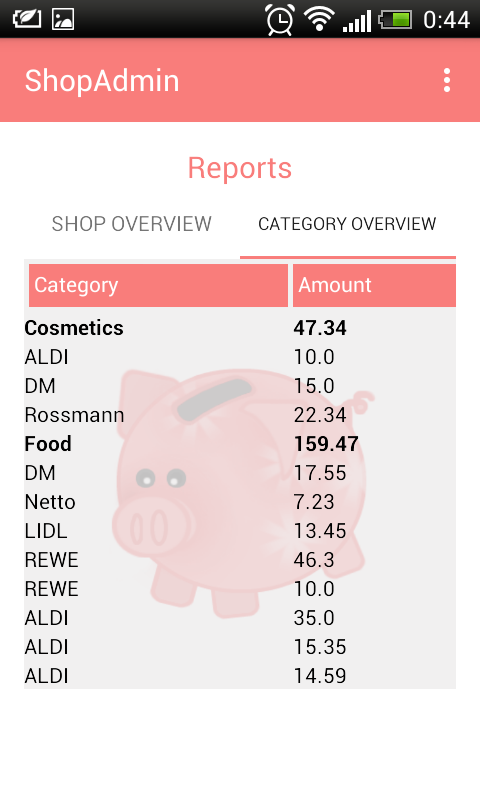 0:44
ShopAdmin
Reports
SHOP OVERVIEW CATEGORY OVERVIEW
Category Amount
Cosmetics 47.34
ALDI 10.0
DM 15.0
Rossmann 22.34
Food 159.47
DM 17.55
Netto 7.23
LIDL 13.45
REWE 46.3
REWE 10.0
ALDI 35.0
ALDI 15.35
ALDI 14.59